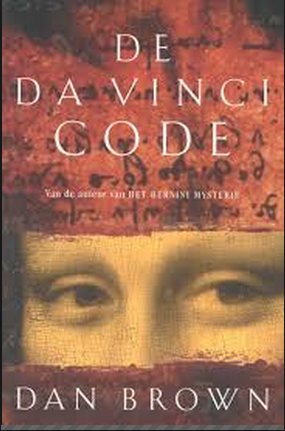 DE
DA VINCI
CODE
Van de auteur van HET BERNINI MYSTERIE
DAN BROWN